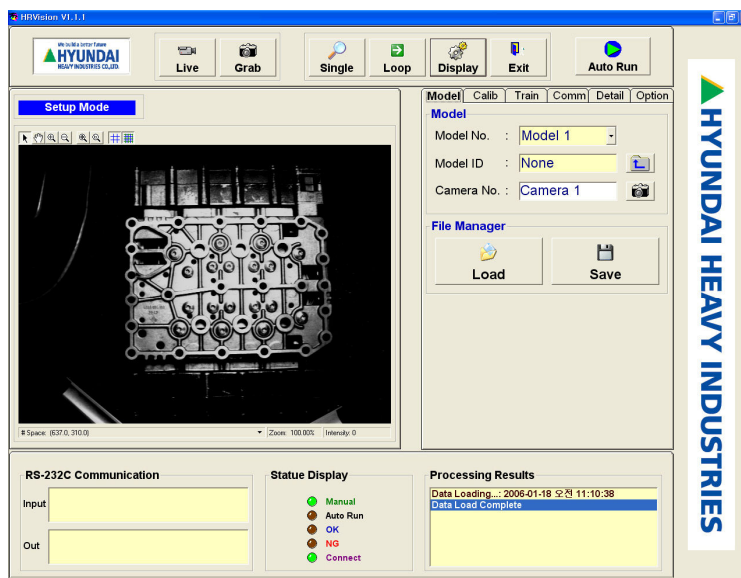 HRVision V1.1.1
We build a better future
HYUNDAI
HEAVY INDUSTRIES CO.,LTD.
Live
Grab
Single
Loop
Display
Exit
Auto Run
Setup Mode
Model Calib Train Comm Detail Option
Model
Model No. : Model 1
Model ID : None
Camera No. : Camera 1
File Manager
Load
Save
# Space: (637.0, 310.0)
Zoom: 100.00%
Intensity: 0
HYUNDAI HEAVY INDUSTRIES
RS-232C Communication
Input
Out
Statue Display
Manual
Auto Run
OK
NG
Connect
Processing Results
Data Loading...: 2006-01-18 오전 11:10:38
Data Load Complete